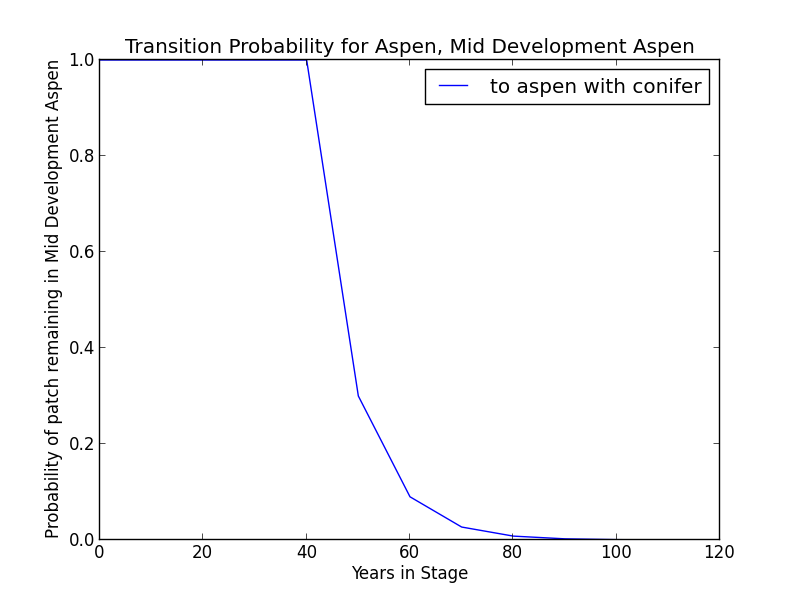 Transition Probability for Aspen, Mid Development Aspen
to aspen with conifer
Probability of patch remaining in Mid Development Aspen
1.0
0.8
0.6
0.4
0.2
0.0
0 20 40 60 80 100 120
Years in Stage